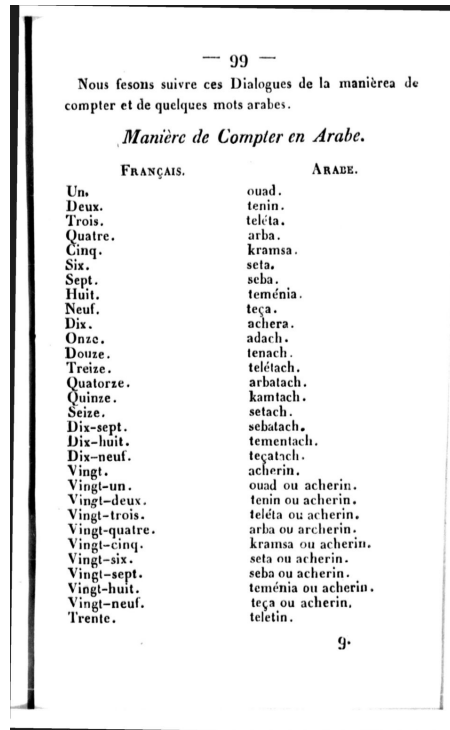 — 99 —
Nous fesons suivre ces Dialogues de la manièrea de
compter et de quelques mots arabes.
Manière de Compter en Arabe.
FRANÇAIS. ARABE.
Un. ouad.
Deux. tenin.
Trois. teléta.
Quatre. arba.
Cinq. kramsa.
Six. seta.
Sept. seba.
Huit. teménia.
Neuf. teça.
Dix. achera.
Onze. adach.
Douze. tenach.
Treize. telétach.
Quatorze. arbatach.
Quinze. kamtach.
Seize. setach.
Dix-sept. sebatach.
Dix-huit. tementach.
Dix-neuf. teçatach.
Vingt. acherin.
Vingt-un. ouad ou acherin.
Vingt-deux. tenin ou acherin.
Vingt-trois. teléta ou acherin.
Vingt-quatre. arba ou archerin.
Vingt-cinq. kramsa ou acherin.
Vingt-six. seta ou acherin.
Vingt-sept. seba ou acherin.
Vingt-huit. teménia ou acherin.
Vingt-neuf. teça ou acherin.
Trente. teletin.
9.